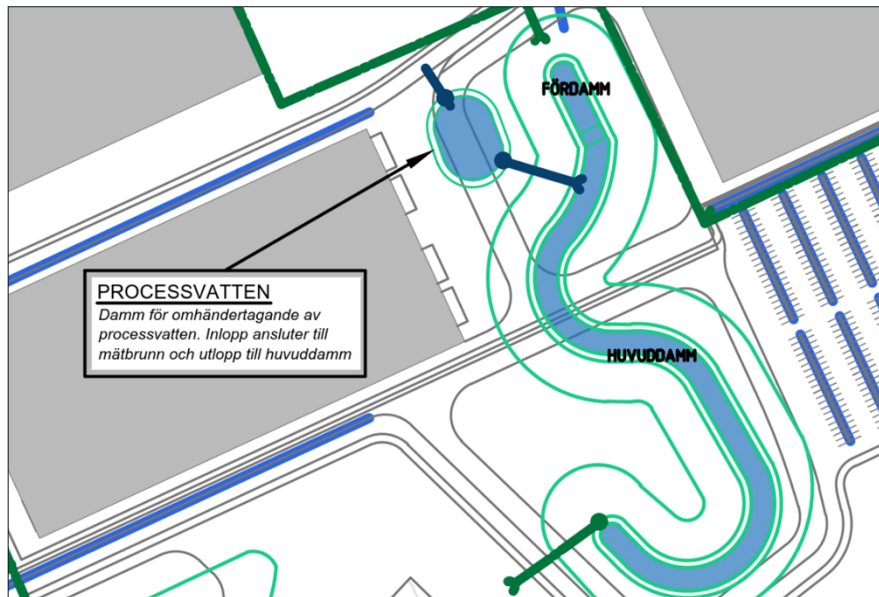 FÖRDAMM
PROCESSVATTEN
Damm för omhändertagande av
processvatten. Inlopp ansluter till
mätbrunn och utlopp till huvuddamm
HUVUDDAMM